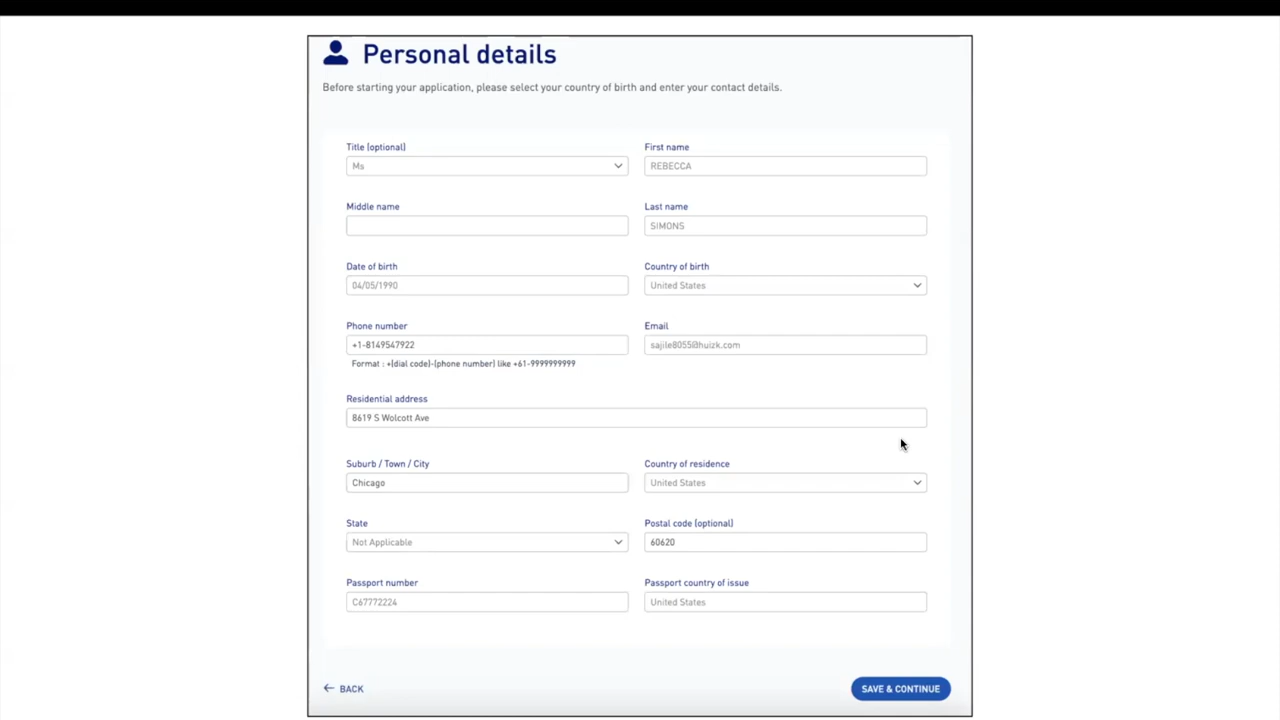 Personal details
Before starting your application, please select your country of birth and enter your contact details.
Title (optional) First name
Ms REBECCA
Middle name Last name
SIMONS
Date of birth Country of birth
04/05/1990 United States
Phone number Email
+1-8149547922 sajile8055@huizk.com
Format : +(dial code)-(phone number) like +61-9999999999
Residential address
8619 S Wolcott Ave
Suburb / Town / City Country of residence
Chicago United States
State Postal code (optional)
Not Applicable 60620
Passport number Passport country of issue
C67772224 United States
BACK SAVE & CONTINUE